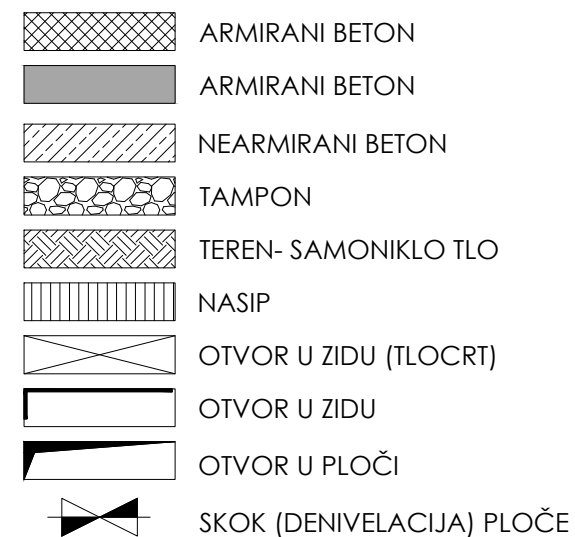 ARMIRANI BETON
ARMIRANI BETON
NEARMIRANI BETON
TAMPON
TEREN- SAMONIKLO TLO
NASIP
OTVOR U ZIDU (TLOCRT)
OTVOR U ZIDU
OTVOR U PLOČI
SKOK (DENIVELACIJA) PLOČE